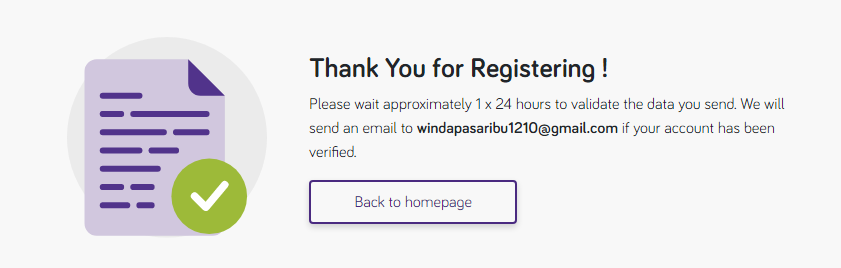 Thank You for Registering !
Please wait approximately 1 x 24 hours to validate the data you send. We will
send an email to windapasaribu1210@gmail.com if your account has been
verified.
Back to homepage